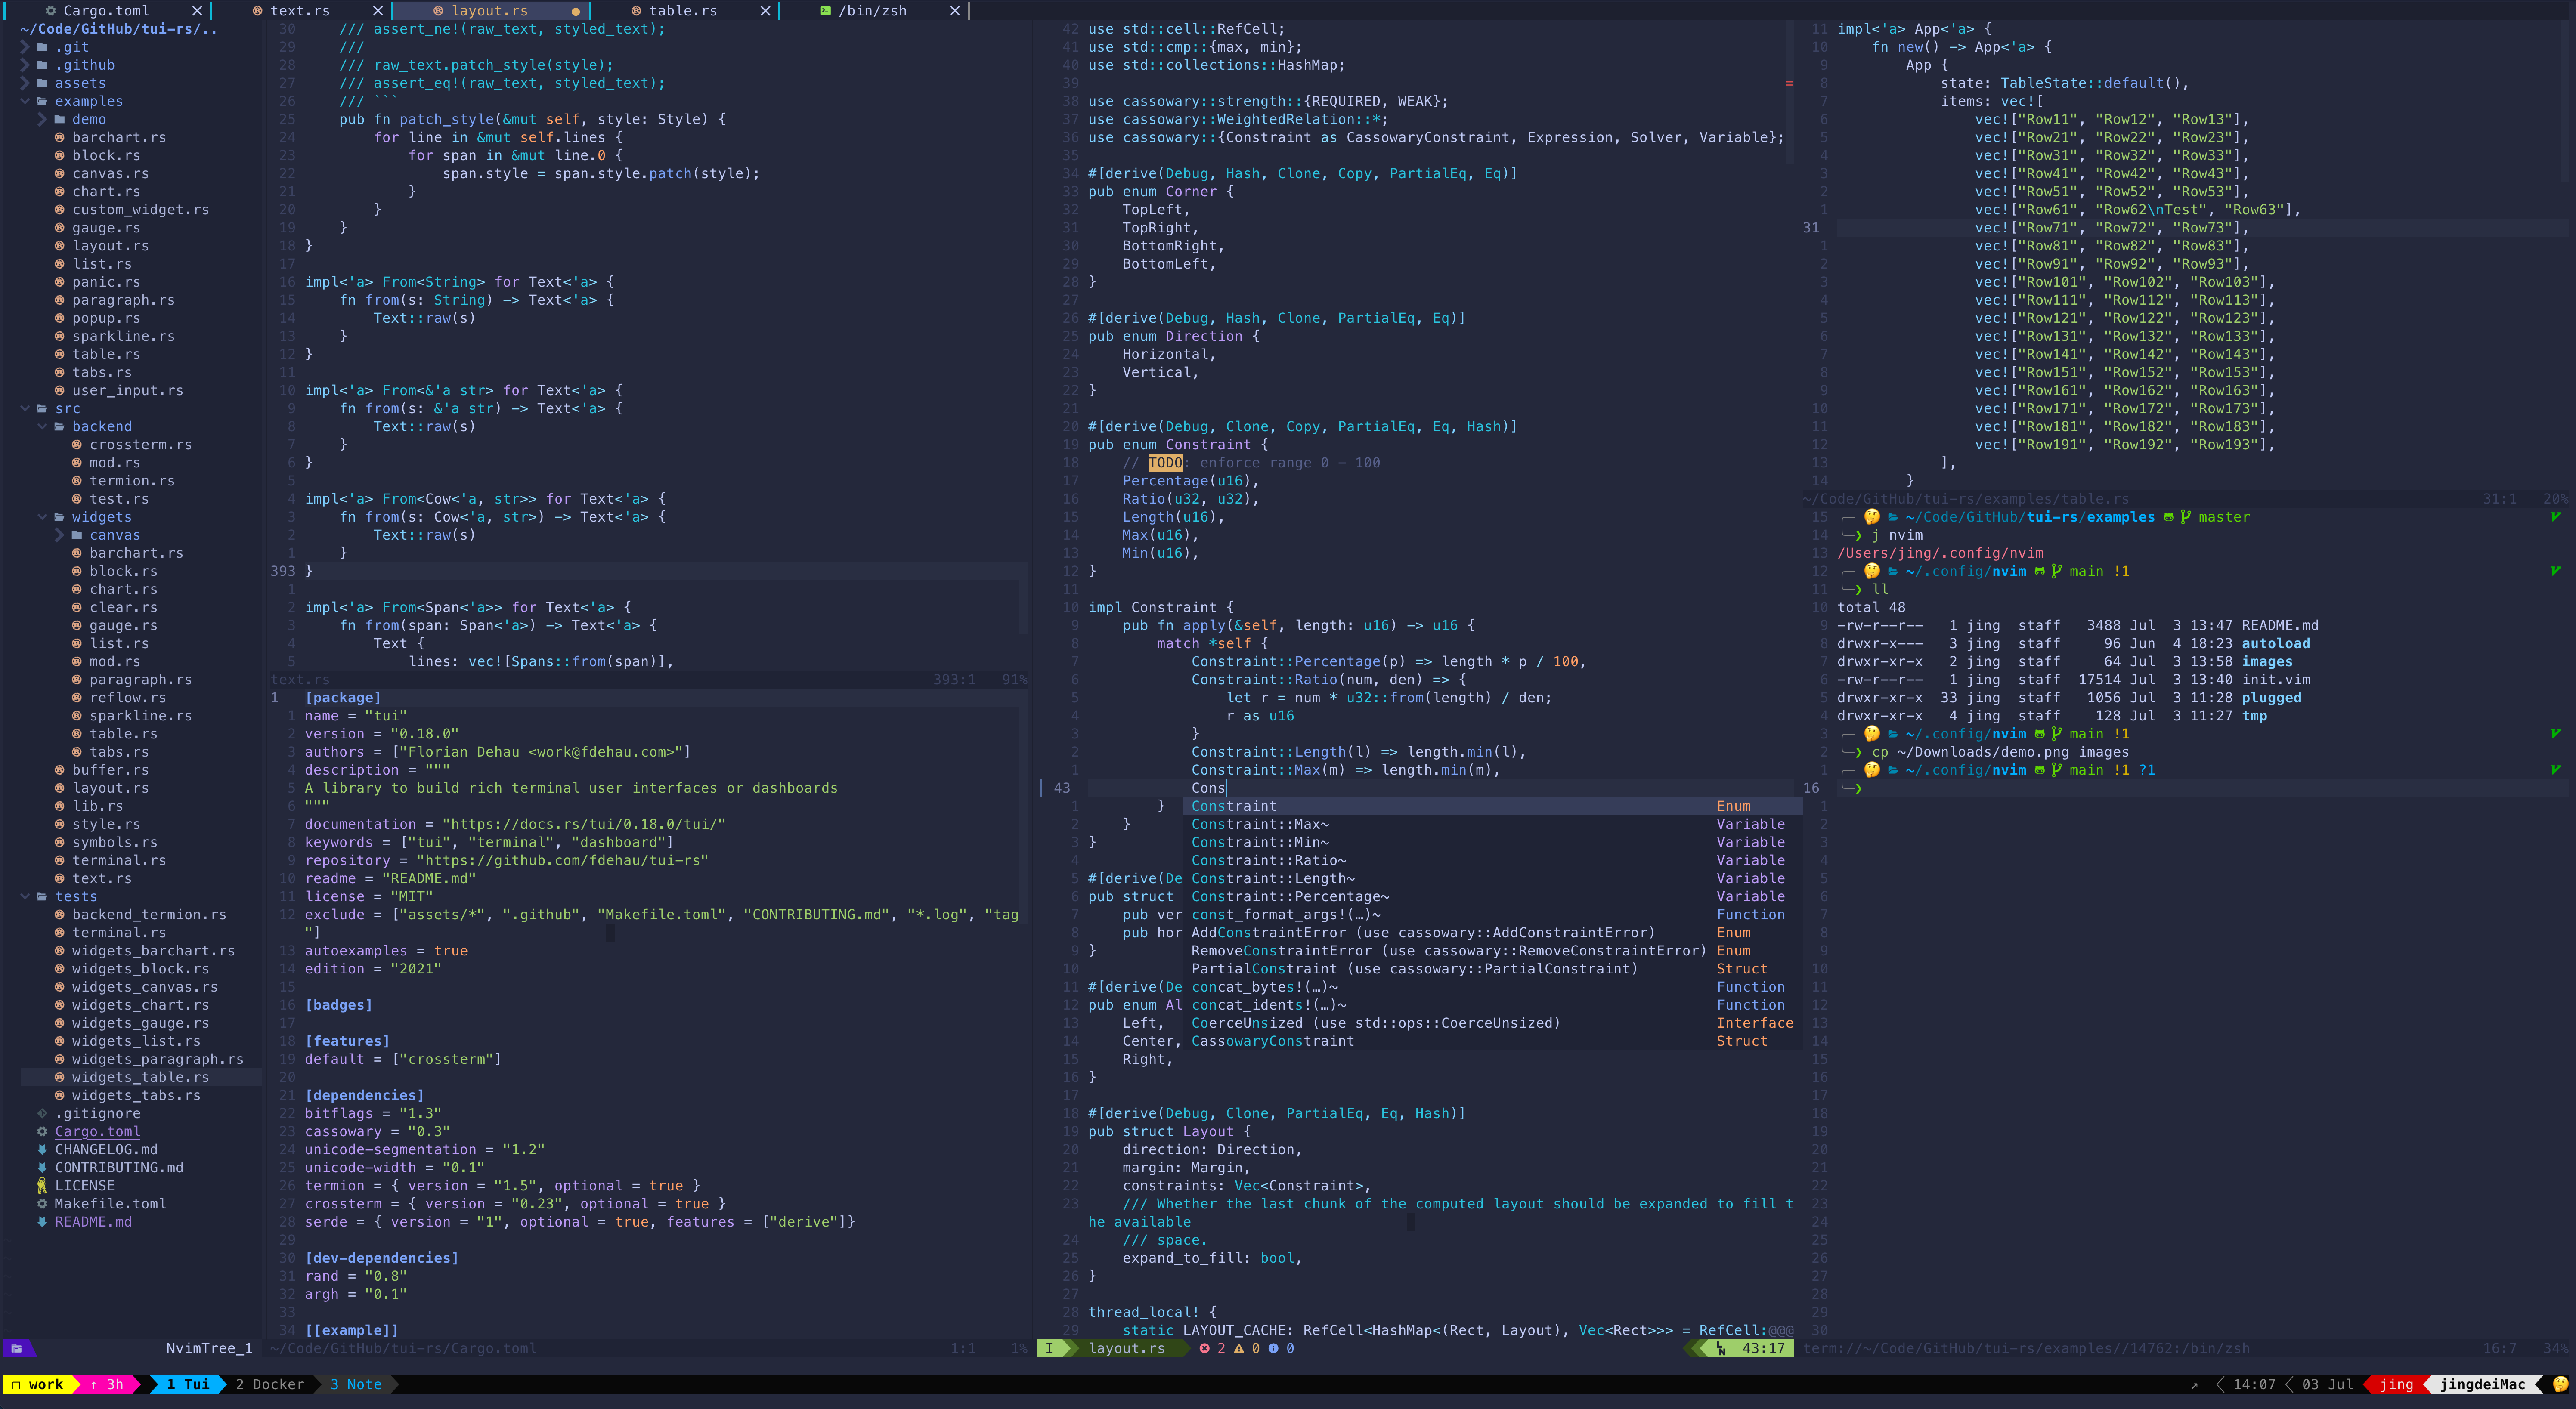 Cargo.toml
text.rs
layout.rs
table.rs
/bin/zsh
~/Code/GitHub/tui-rs/..
.git
.github
assets
examples
demo
barchart.rs
block.rs
canvas.rs
chart.rs
custom_widget.rs
gauge.rs
layout.rs
list.rs
panic.rs
paragraph.rs
popup.rs
sparkline.rs
table.rs
tabs.rs
user_input.rs
src
backend
crossterm.rs
mod.rs
termion.rs
test.rs
widgets
canvas
barchart.rs
block.rs
chart.rs
clear.rs
gauge.rs
list.rs
mod.rs
paragraph.rs
reflow.rs
sparkline.rs
table.rs
tabs.rs
buffer.rs
layout.rs
lib.rs
style.rs
symbols.rs
terminal.rs
text.rs
tests
backend_termion.rs
terminal.rs
widgets_barchart.rs
widgets_block.rs
widgets_canvas.rs
widgets_chart.rs
widgets_gauge.rs
widgets_list.rs
widgets_paragraph.rs
widgets_table.rs
widgets_tabs.rs
.gitignore
Cargo.toml
CHANGELOG.md
CONTRIBUTING.md
LICENSE
Makefile.toml
README.md
NvimTree_1
30 /// assert_ne!(raw_text, styled_text);
29 ///
28 /// raw_text.patch_style(style);
27 /// assert_eq!(raw_text, styled_text);
26 /// ```
25 pub fn patch_style(&mut self, style: Style) {
24 for line in &mut self.lines {
23 for span in &mut line.0 {
22 span.style = span.style.patch(style);
21 }
20 }
19 }
18 }
17
16 impl<'a> From<String> for Text<'a> {
15 fn from(s: String) -> Text<'a> {
14 Text::raw(s)
13 }
12 }
11
10 impl<'a> From<&'a str> for Text<'a> {
9 fn from(s: &'a str) -> Text<'a> {
8 Text::raw(s)
7 }
6 }
5
4 impl<'a> From<Cow<'a, str>> for Text<'a> {
3 fn from(s: Cow<'a, str>) -> Text<'a> {
2 Text::raw(s)
1 }
393 }
1
2 impl<'a> From<Span<'a>> for Text<'a> {
3 fn from(span: Span<'a>) -> Text<'a> {
4 Text {
5 lines: vec![Spans::from(span)],
text.rs 393:1 91%
1 [package]
1 name = "tui"
2 version = "0.18.0"
3 authors = ["Florian Dehau <work@fdehau.com>"]
4 description = """
5 A library to build rich terminal user interfaces or dashboards
6 """
7 documentation = "https://docs.rs/tui/0.18.0/tui/"
8 keywords = ["tui", "terminal", "dashboard"]
9 repository = "https://github.com/fdehau/tui-rs"
10 readme = "README.md"
11 license = "MIT"
12 exclude = ["assets/*", ".github", "Makefile.toml", "CONTRIBUTING.md", "*.log", "tag
"]
13 autoexamples = true
14 edition = "2021"
15
16 [badges]
17
18 [features]
19 default = ["crossterm"]
20
21 [dependencies]
22 bitflags = "1.3"
23 cassowary = "0.3"
24 unicode-segmentation = "1.2"
25 unicode-width = "0.1"
26 termion = { version = "1.5", optional = true }
27 crossterm = { version = "0.23", optional = true }
28 serde = { version = "1", optional = true, features = ["derive"]}
29
30 [dev-dependencies]
31 rand = "0.8"
32 argh = "0.1"
33
34 [[example]]
~/Code/GitHub/tui-rs/Cargo.toml 1:1 1%
42 use std::cell::RefCell;
41 use std::cmp::{max, min};
40 use std::collections::HashMap;
39
38 use cassowary::strength::{REQUIRED, WEAK};
37 use cassowary::WeightedRelation::*;
36 use cassowary::{Constraint as CassowaryConstraint, Expression, Solver, Variable};
35
34 #[derive(Debug, Hash, Clone, Copy, PartialEq, Eq)]
33 pub enum Corner {
32 TopLeft,
31 TopRight,
30 BottomRight,
29 BottomLeft,
28 }
27
26 #[derive(Debug, Hash, Clone, PartialEq, Eq)]
25 pub enum Direction {
24 Horizontal,
23 Vertical,
22 }
21
20 #[derive(Debug, Clone, Copy, PartialEq, Eq, Hash)]
19 pub enum Constraint {
18 // TODO: enforce range 0 - 100
17 Percentage(u16),
16 Ratio(u32, u32),
15 Length(u16),
14 Max(u16),
13 Min(u16),
12 }
11
10 impl Constraint {
9 pub fn apply(&self, length: u16) -> u16 {
8 match *self {
7 Constraint::Percentage(p) => length * p / 100,
6 Constraint::Ratio(num, den) => {
5 let r = num * u32::from(length) / den;
4 r as u16
3 }
2 Constraint::Length(l) => length.min(l),
1 Constraint::Max(m) => length.min(m),
43 Cons
1 } Constraint Enum
2 } Constraint::Max~ Variable
3 } Constraint::Min~ Variable
4 Constraint::Ratio~ Variable
5 #[derive(De Constraint::Length~ Variable
6 pub struct Constraint::Percentage~ Variable
7 pub ver const_format_args!(…)~ Function
8 pub hor AddConstraintError (use cassowary::AddConstraintError) Enum
9 } RemoveConstraintError (use cassowary::RemoveConstraintError) Enum
10 PartialConstraint (use cassowary::PartialConstraint) Struct
11 #[derive(De concat_bytes!(…)~ Function
12 pub enum Al concat_idents!(…)~ Function
13 Left, CoerceUnsized (use std::ops::CoerceUnsized) Interface
14 Center, CassowaryConstraint Struct
15 Right,
16 }
17
18 #[derive(Debug, Clone, PartialEq, Eq, Hash)]
19 pub struct Layout {
20 direction: Direction,
21 margin: Margin,
22 constraints: Vec<Constraint>,
23 /// Whether the last chunk of the computed layout should be expanded to fill t
he available
24 /// space.
25 expand_to_fill: bool,
26 }
27
28 thread_local! {
29 static LAYOUT_CACHE: RefCell<HashMap<(Rect, Layout), Vec<Rect>>> = RefCell:@@@
I layout.rs 2 0 0 LN 43:17
11 impl<'a> App<'a> {
10 fn new() -> App<'a> {
9 App {
8 state: TableState::default(),
7 items: vec![
6 vec!["Row11", "Row12", "Row13"],
5 vec!["Row21", "Row22", "Row23"],
4 vec!["Row31", "Row32", "Row33"],
3 vec!["Row41", "Row42", "Row43"],
2 vec!["Row51", "Row52", "Row53"],
1 vec!["Row61", "Row62\nTest", "Row63"],
31 vec!["Row71", "Row72", "Row73"],
1 vec!["Row81", "Row82", "Row83"],
2 vec!["Row91", "Row92", "Row93"],
3 vec!["Row101", "Row102", "Row103"],
4 vec!["Row111", "Row112", "Row113"],
5 vec!["Row121", "Row122", "Row123"],
6 vec!["Row131", "Row132", "Row133"],
7 vec!["Row141", "Row142", "Row143"],
8 vec!["Row151", "Row152", "Row153"],
9 vec!["Row161", "Row162", "Row163"],
10 vec!["Row171", "Row172", "Row173"],
11 vec!["Row181", "Row182", "Row183"],
12 vec!["Row191", "Row192", "Row193"],
13 ],
14 }
~/Code/GitHub/tui-rs/examples/table.rs 31:1 20%
15 ~/Code/GitHub/tui-rs/examples master
14 ❯ j nvim
13 /Users/jing/.config/nvim
12 ~/.config/nvim main !1
11 ❯ ll
10 total 48
9 -rw-r--r-- 1 jing staff 3488 Jul 3 13:47 README.md
8 drwxr-x--- 3 jing staff 96 Jun 4 18:23 autoload
7 drwxr-xr-x 2 jing staff 64 Jul 3 13:58 images
6 -rw-r--r-- 1 jing staff 17514 Jul 3 13:40 init.vim
5 drwxr-xr-x 33 jing staff 1056 Jul 3 11:28 plugged
4 drwxr-xr-x 4 jing staff 128 Jul 3 11:27 tmp
3 ~/.config/nvim main !1
2 ❯ cp ~/Downloads/demo.png images
1 ~/.config/nvim main !1 ?1
16 ❯
1
2
3
4
5
6
7
8
9
10
11
12
13
14
15
16
17
18
19
20
21
22
23
24
25
26
27
28
29
30
term://~/Code/GitHub/tui-rs/examples//14762:/bin/zsh 16:7 34%
work ↑ 3h 1 Tui 2 Docker 3 Note
↗ 14:07 03 Jul jing jingdeiMac